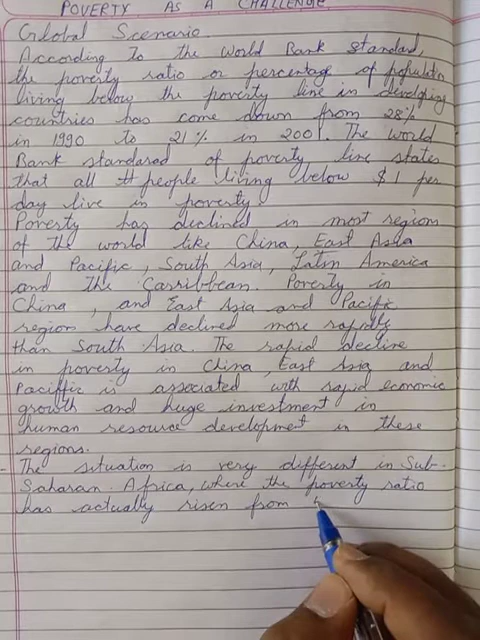 POVERTY AS A CHALLENGE
Global Scenario
According To the World Bank standard,
the poverty ratio or percentage of population
living below the poverty line in developing
countries has come down from 28%
in 1990 to 21% in 2001. The world
Bank standared of poverty line states
that all people living below $1 per
day live in poverty
Poverty has declined in most region
of the world like China, East Asia
and Pacific, South Asia, Latin America
and the Carribbean. Poverty in
China, and East Asia and Pacific
region have declined more rapidly
than South Asia. The rapid decline
in poverty in China, East Asia and
Paciffic is associated with rapid economic
growth and huge investment in
human resource development in these
regions.
- The situation is very different in Sub-
Saharan Africa, where the poverty ratio
has actually risen from